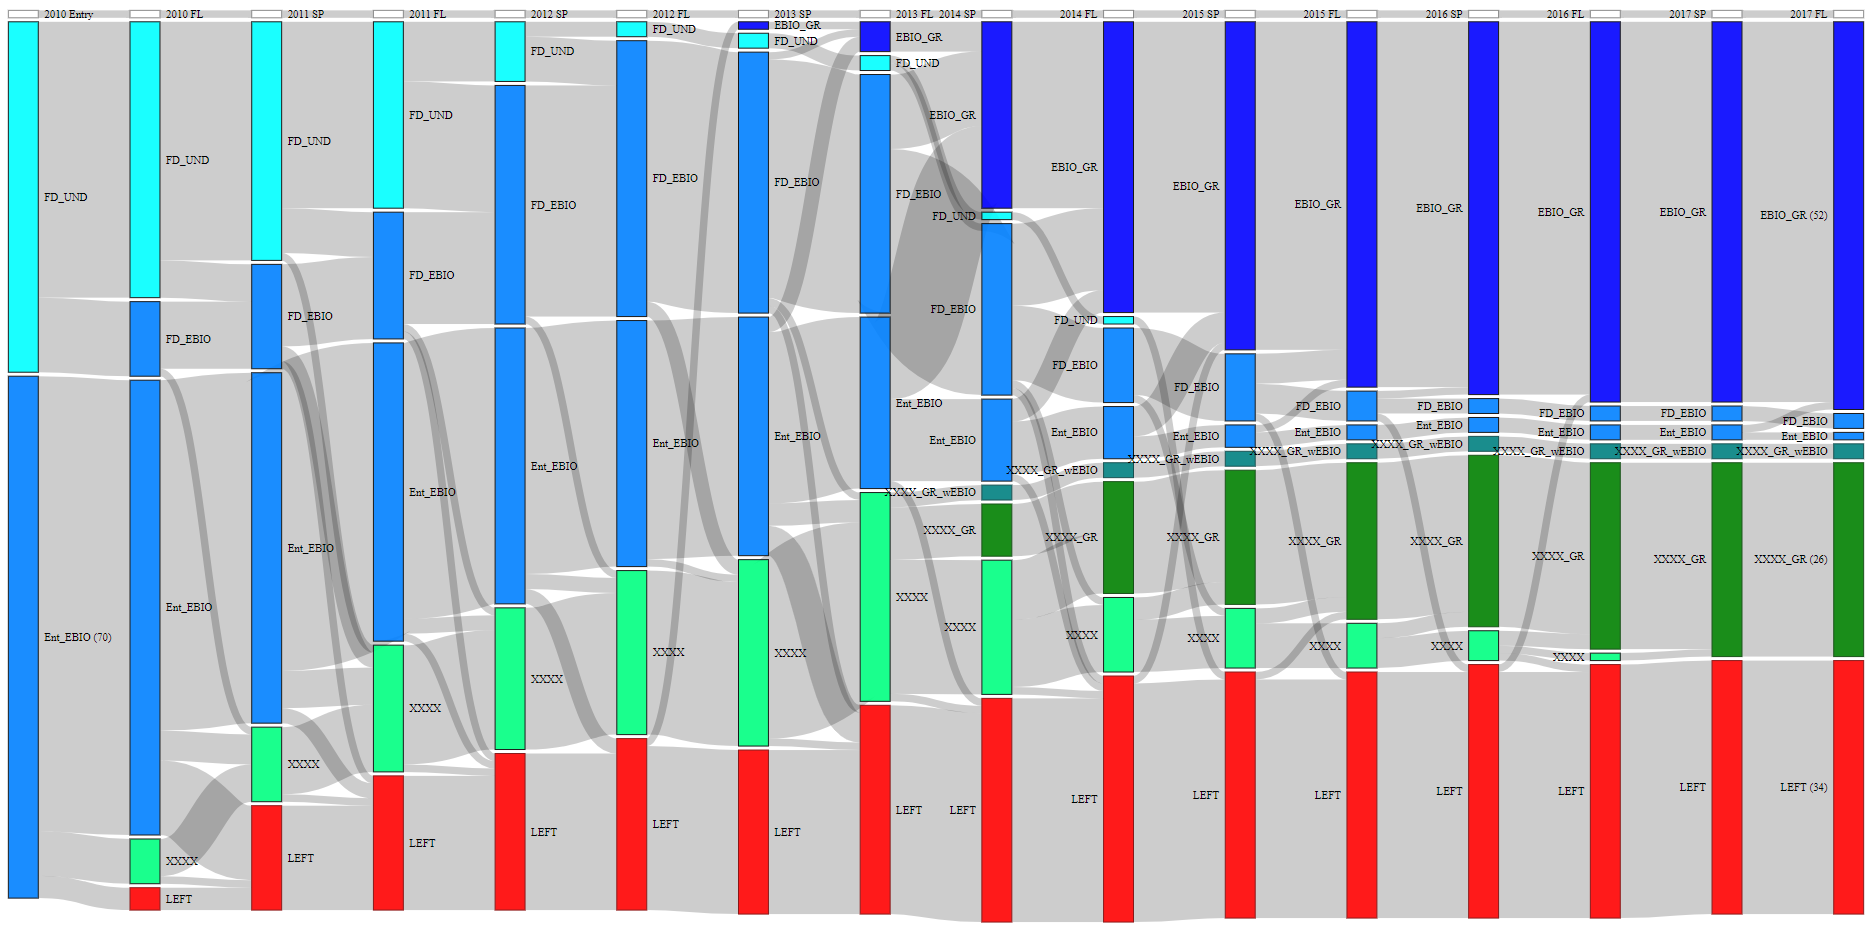 2010 Entry
2010 FL
2011 SP
2011 FL
2012 SP
2012 FL
2013 SP
2013 FL
2014 SP
2014 FL
2015 SP
2015 FL
2016 SP
2016 FL
2017 SP
2017 FL
FD_UND
Ent_EBIO (70)
FD_UND
FD_EBIO
Ent_EBIO
XXXX
LEFT
FD_UND
FD_EBIO
Ent_EBIO
XXXX
LEFT
FD_UND
FD_EBIO
Ent_EBIO
XXXX
LEFT
FD_UND
FD_EBIO
Ent_EBIO
XXXX
LEFT
FD_UND
FD_EBIO
Ent_EBIO
XXXX
LEFT
EBIO_GR
FD_UND
FD_EBIO
Ent_EBIO
XXXX
LEFT
EBIO_GR
FD_UND
FD_EBIO
Ent_EBIO
XXXX
LEFT
EBIO_GR
FD_UND
FD_EBIO
Ent_EBIO
XXXX_GR_wEBIO
XXXX_GR
XXXX
LEFT
EBIO_GR
FD_UND
FD_EBIO
Ent_EBIO
XXXX_GR_wEBIO
XXXX_GR
XXXX
LEFT
EBIO_GR
FD_EBIO
Ent_EBIO
XXXX_GR_wEBIO
XXXX_GR
XXXX
LEFT
EBIO_GR
FD_EBIO
Ent_EBIO
XXXX_GR_wEBIO
XXXX_GR
XXXX
LEFT
EBIO_GR
FD_EBIO
Ent_EBIO
XXXX_GR_wEBIO
XXXX_GR
XXXX
LEFT
EBIO_GR
FD_EBIO
Ent_EBIO
XXXX_GR_wEBIO
XXXX_GR
XXXX
LEFT
EBIO_GR
FD_EBIO
Ent_EBIO
XXXX_GR_wEBIO
XXXX_GR
LEFT
EBIO_GR (52)
FD_EBIO
Ent_EBIO
XXXX_GR_wEBIO
XXXX_GR (26)
LEFT (34)